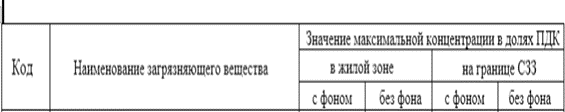 Значение максимальной концентрации в долях ПДК
Код Наименование загрязняющего вещества в жилой зоне на границе СЗЗ
с фоном без фона с фоном без фона